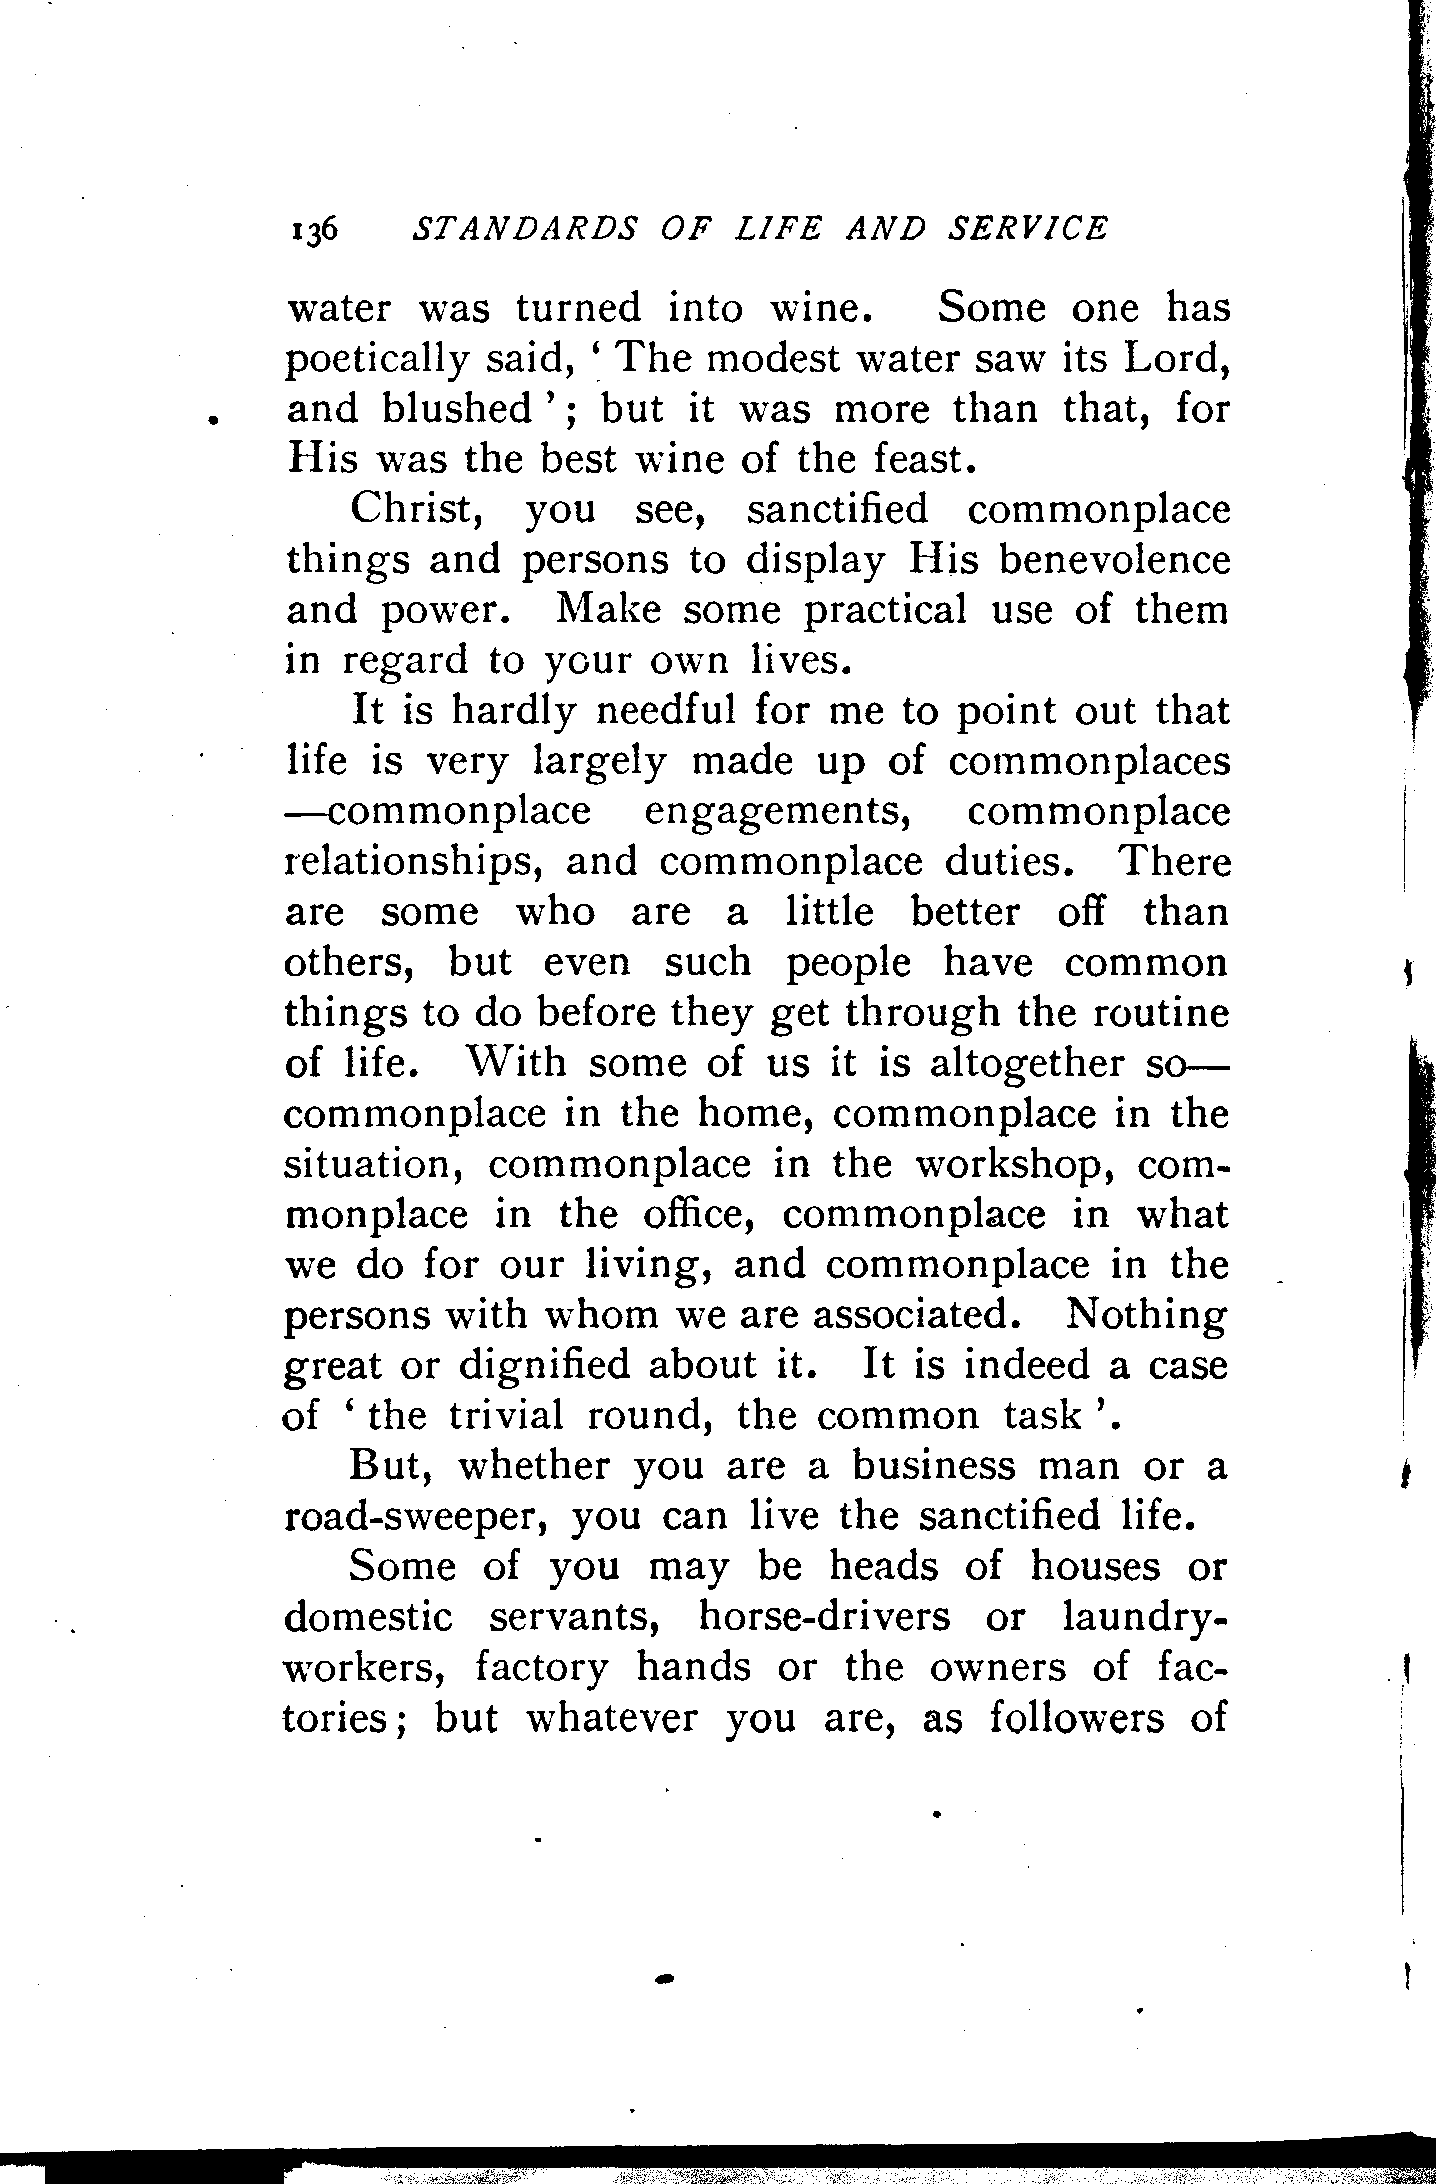 136 STANDARDS OF LIFE AND SERVICE
water was turned into wine. Some one has
poetically said, ‘ The modest water saw its Lord,
and blushed ’ ; but it was more than that, for
His was the best wine of the feast.
Christ, you see, sanctified commonplace
things and persons to display His benevolence
and power. Make some practical use of them
in regard to your own lives.
It is hardly needful for me to point out that
life is very largely made up of commonplaces
—commonplace engagements, commonplace
relationships, and commonplace duties. There
are some who are a little better off than
others, but even such people have common
things to do before they get through the routine
of life. With some of us it is altogether so—
commonplace in the home, commonplace in the
situation, commonplace in the workshop, com-
monplace in the office, commonplace in what
we do for our living, and commonplace in the
persons with whom we are associated. Nothing
great or dignified about it. It is indeed a case
of ‘ the trivial round, the common task ’.
But, whether you are a business man or a
road-sweeper, you can live the sanctified life.
Some of you may be heads of houses or
domestic servants, horse-drivers or laundry-
workers, factory hands or the owners of fac-
tories ; but whatever you are, as followers of